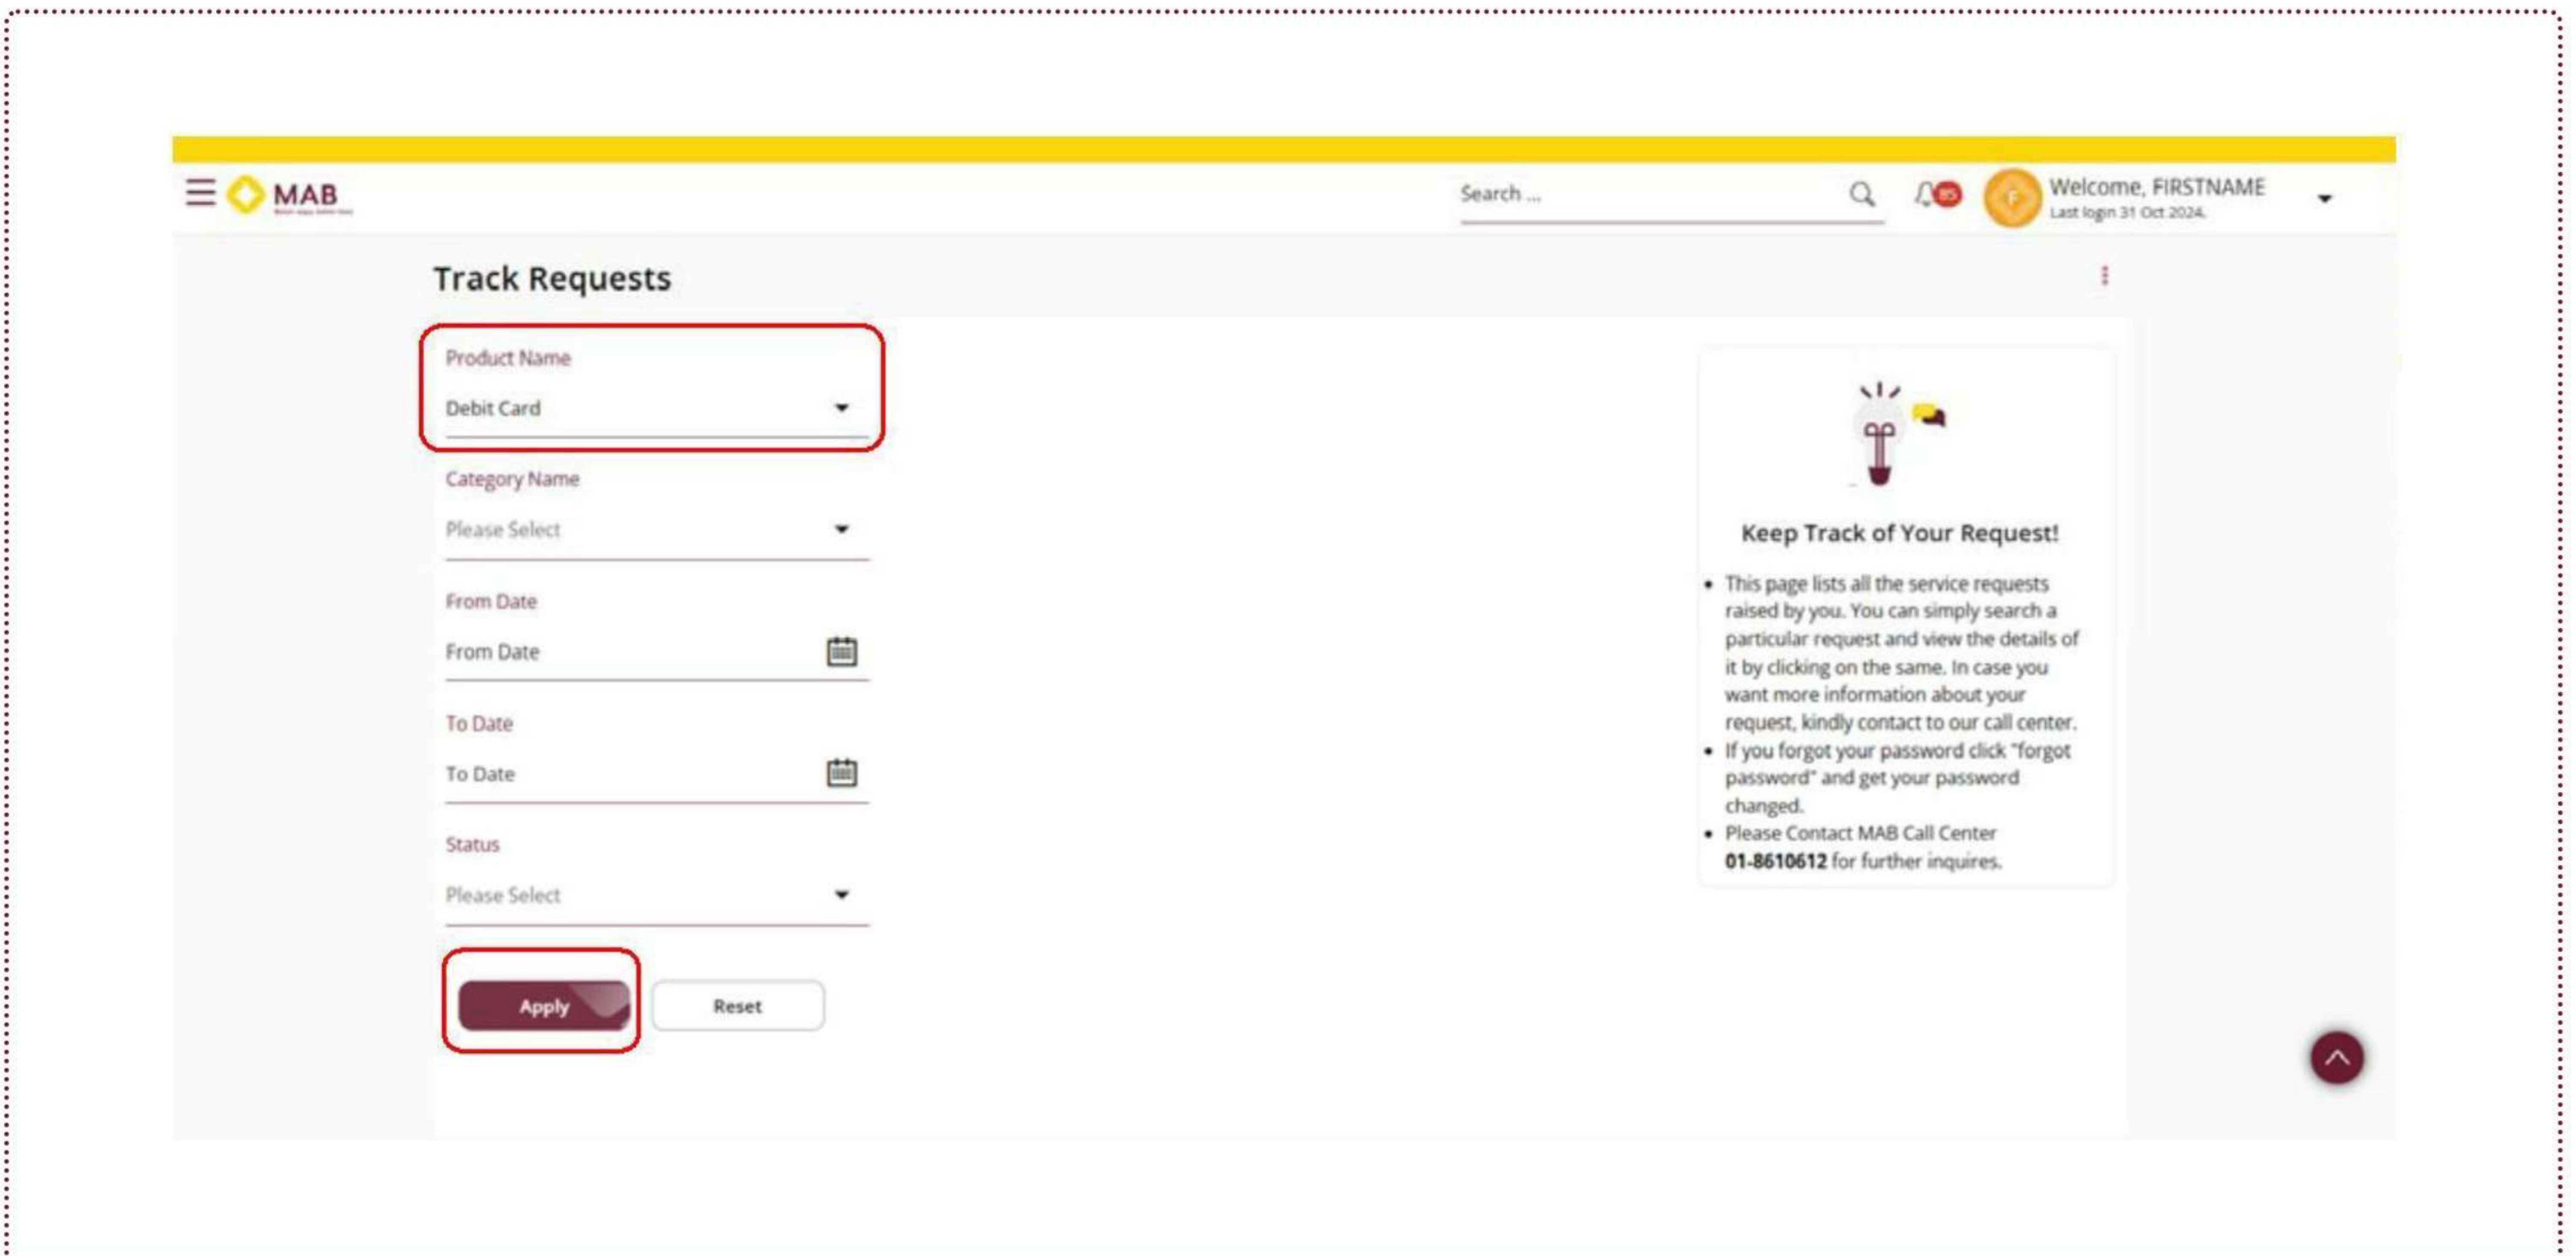 MAB
Search ...
85
F
Welcome, FIRSTNAME
Last login 31 Oct 2024.
Track Requests
Product Name
Debit Card
Category Name
Please Select
From Date
From Date
To Date
To Date
Status
Please Select
Apply
Reset
Keep Track of Your Request!
• This page lists all the service requests
raised by you. You can simply search a
particular request and view the details of
it by clicking on the same. In case you
want more information about your
request, kindly contact to our call center.
• If you forgot your password click "forgot
password" and get your password
changed.
• Please Contact MAB Call Center
01-8610612 for further inquires.